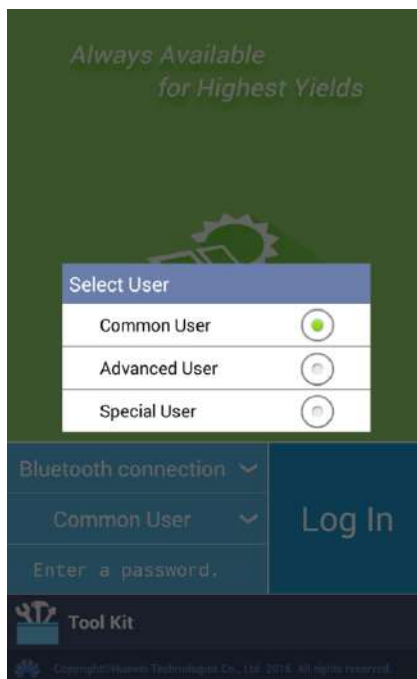 Always Available
for Highest Yields
Select User
Common User
Advanced User
Special User
Bluetooth connection
Common User
Log In
Enter a password.
Tool Kit
Copyright©Huawei Technologies Co., Ltd. 2016. All rights reserved.